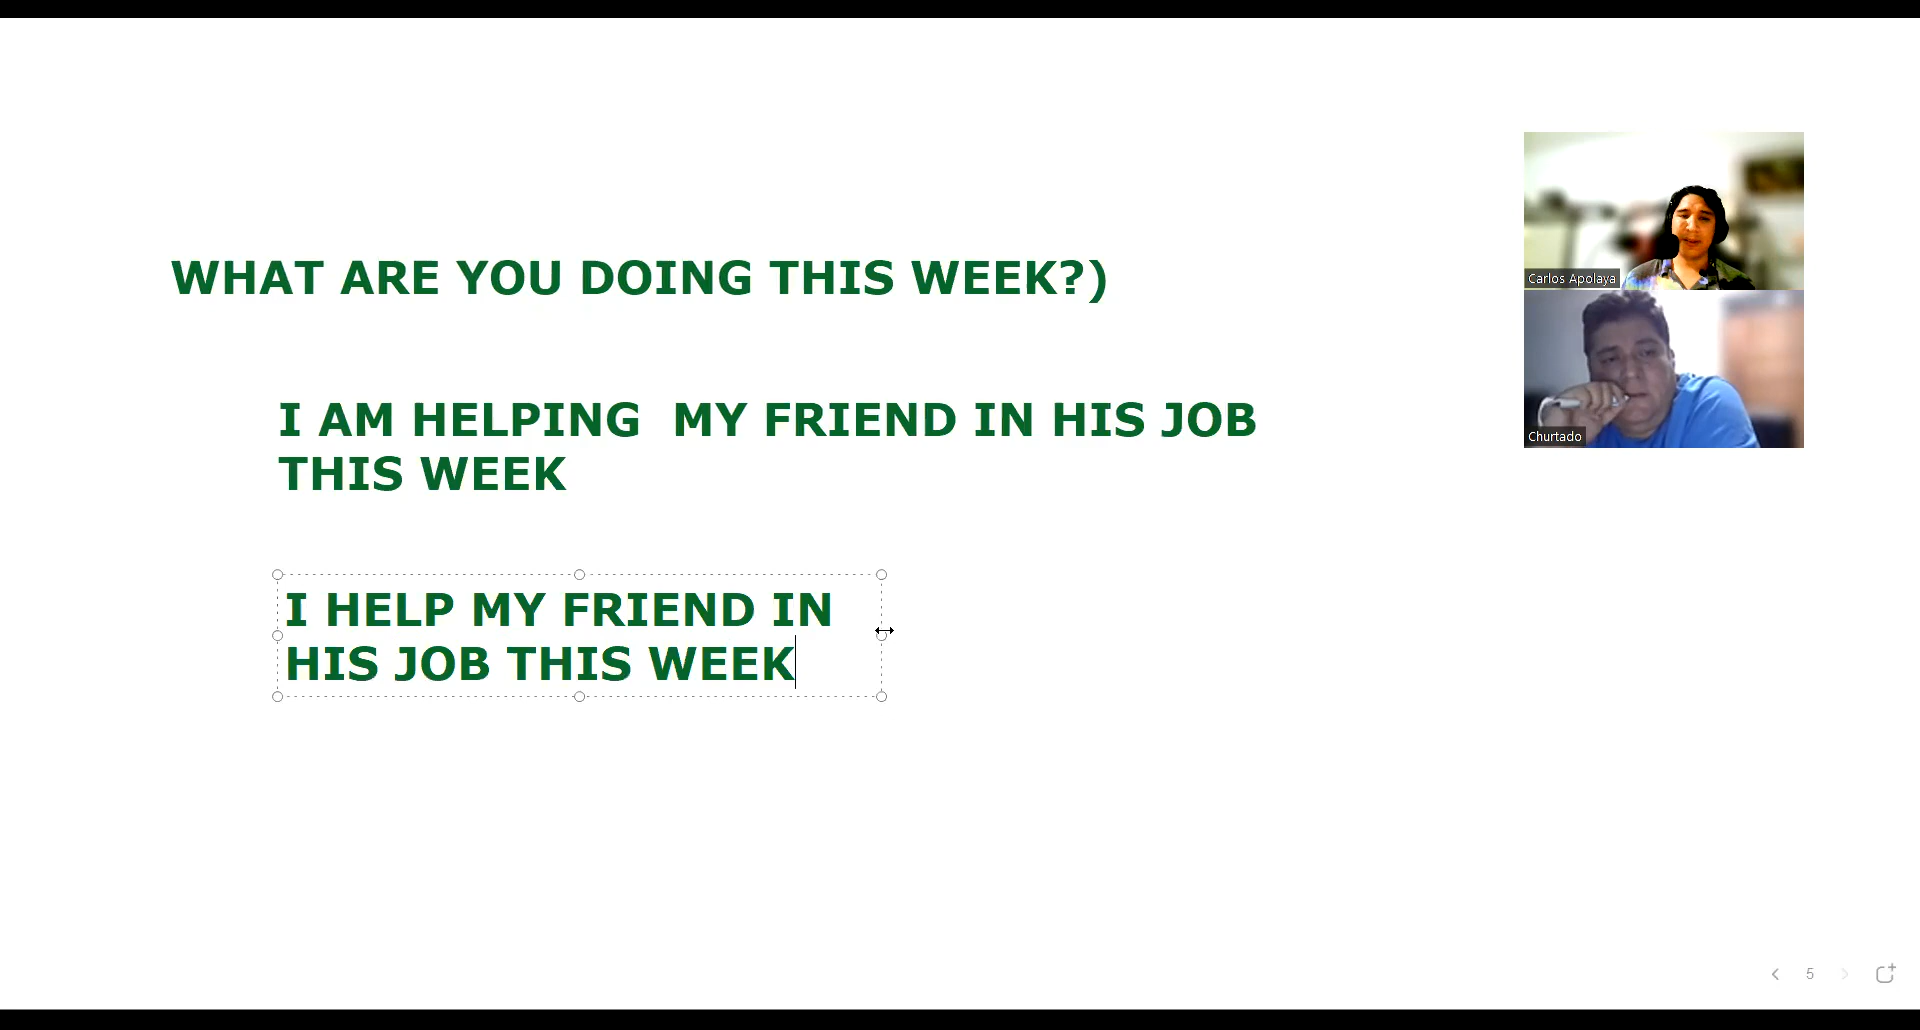 WHAT ARE YOU DOING THIS WEEK?)
I AM HELPING  MY FRIEND IN HIS JOB
THIS WEEK
I HELP MY FRIEND IN
HIS JOB THIS WEEK
Carlos Apolaya
Churtado
5